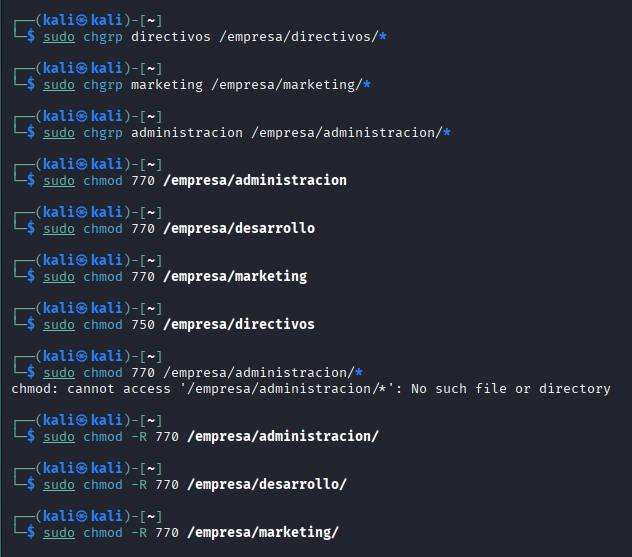 ┌──(kali㉿kali)-[~]
└─$ sudo chgrp directivos /empresa/directivos/*
┌──(kali㉿kali)-[~]
└─$ sudo chgrp marketing /empresa/marketing/*
┌──(kali㉿kali)-[~]
└─$ sudo chgrp administracion /empresa/administracion/*
┌──(kali㉿kali)-[~]
└─$ sudo chmod 770 /empresa/administracion
┌──(kali㉿kali)-[~]
└─$ sudo chmod 770 /empresa/desarrollo
┌──(kali㉿kali)-[~]
└─$ sudo chmod 770 /empresa/marketing
┌──(kali㉿kali)-[~]
└─$ sudo chmod 750 /empresa/directivos
┌──(kali㉿kali)-[~]
└─$ sudo chmod 770 /empresa/administracion/*
chmod: cannot access '/empresa/administracion/*': No such file or directory
┌──(kali㉿kali)-[~]
└─$ sudo chmod -R 770 /empresa/administracion/
┌──(kali㉿kali)-[~]
└─$ sudo chmod -R 770 /empresa/desarrollo/
┌──(kali㉿kali)-[~]
└─$ sudo chmod -R 770 /empresa/marketing/